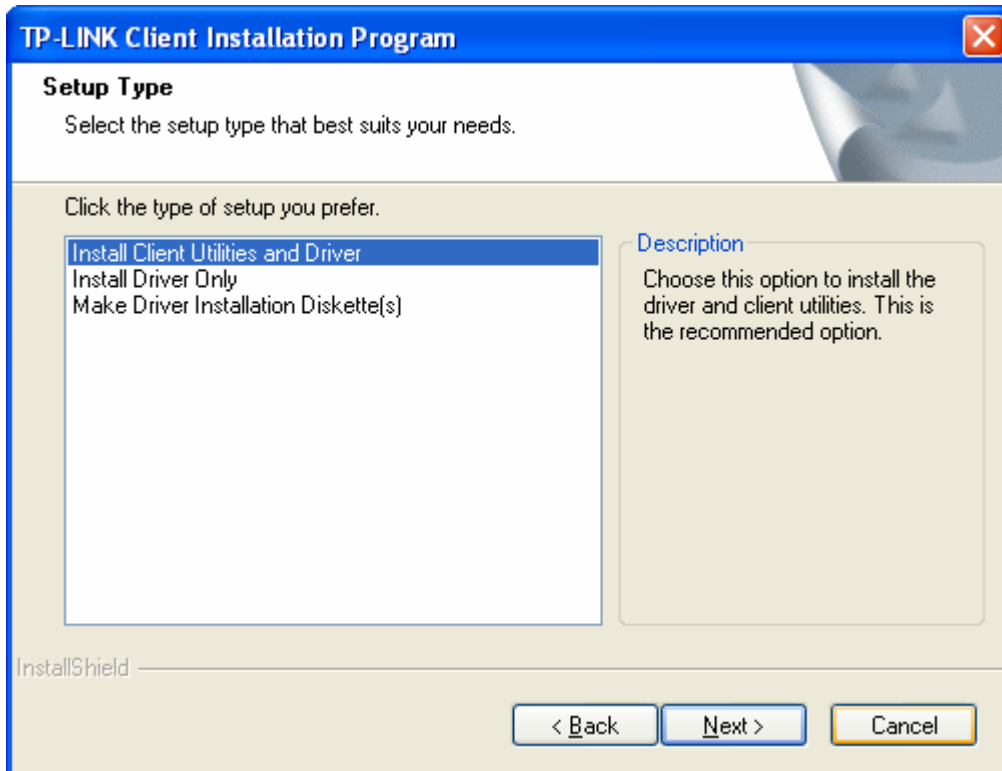 TP-LINK Client Installation Program
Setup Type
Select the setup type that best suits your needs.
Click the type of setup you prefer.
Install Client Utilities and Driver
Install Driver Only
Make Driver Installation Diskette(s)
Description
Choose this option to install the
driver and client utilities. This is
the recommended option.
InstallShield
< Back
Next >
Cancel